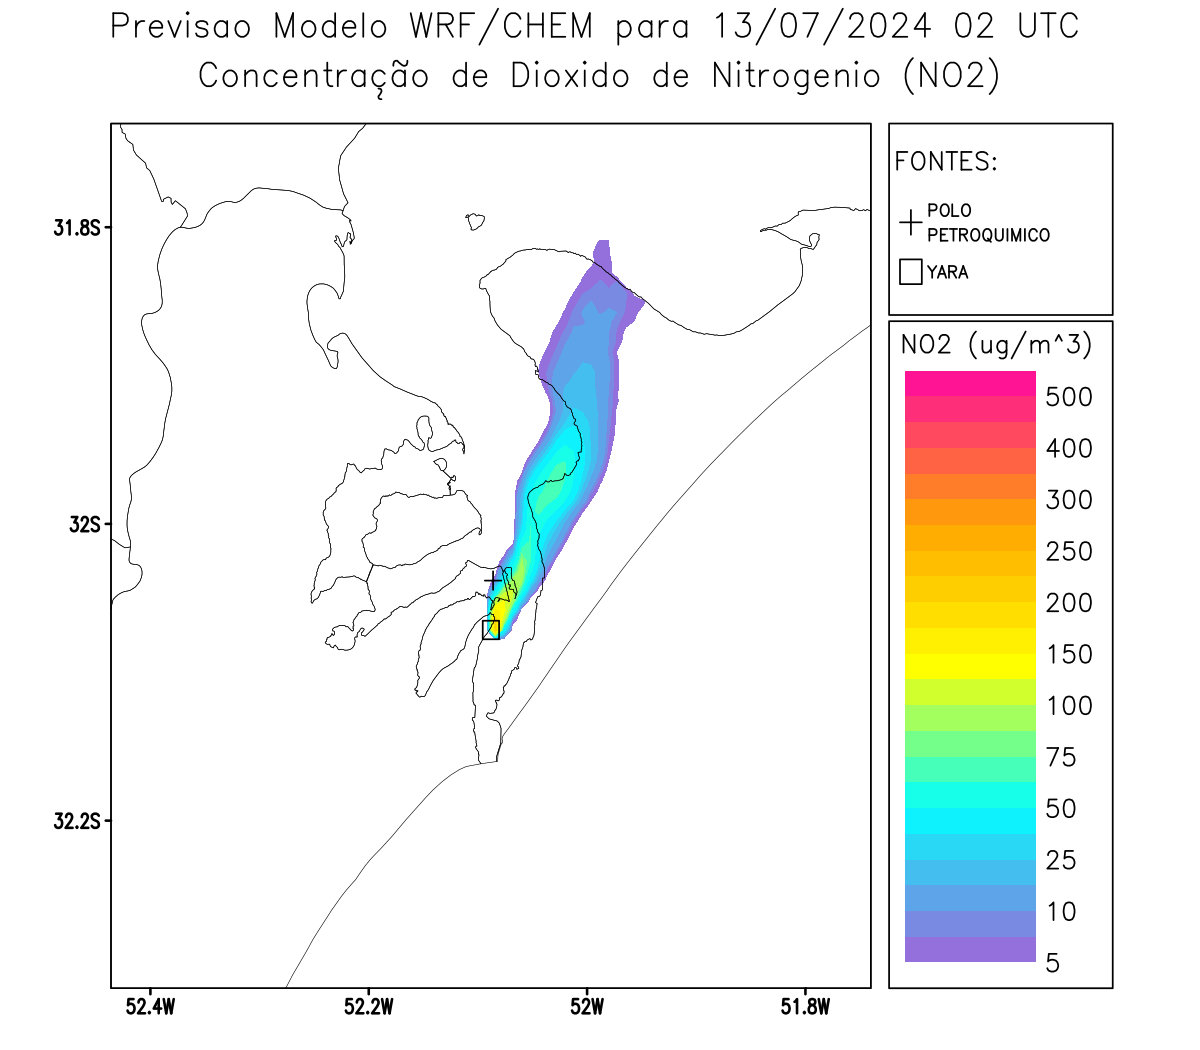 Previsao Modelo WRF/CHEM para 13/07/2024 02 UTC
Concentração de Dioxido de Nitrogenio (NO2)
FONTES:
POLO
PETROQUIMICO
YARA
NO2 (ug/m^3)
500
400
300
250
200
150
100
75
50
25
10
5
31.8S
32S
32.2S
52.4W
52.2W
52W
51.8W